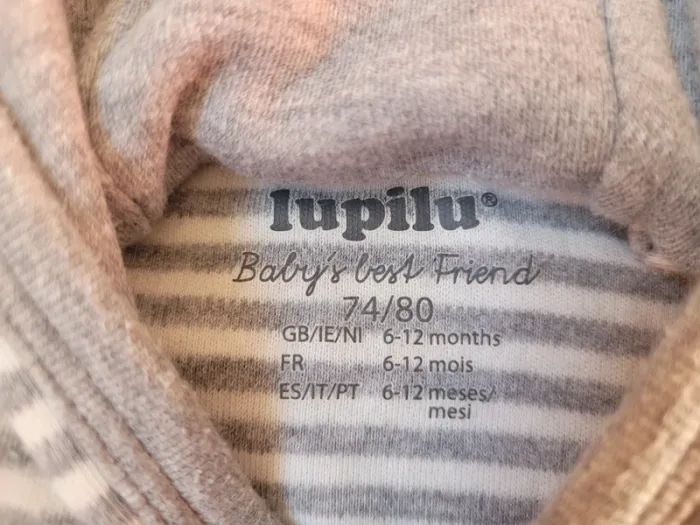 lupilu®
Baby's best Friend
74/80
GB/IE/NI 6-12 months
FR 6-12 mois
ES/IT/PT 6-12 meses/
mesi